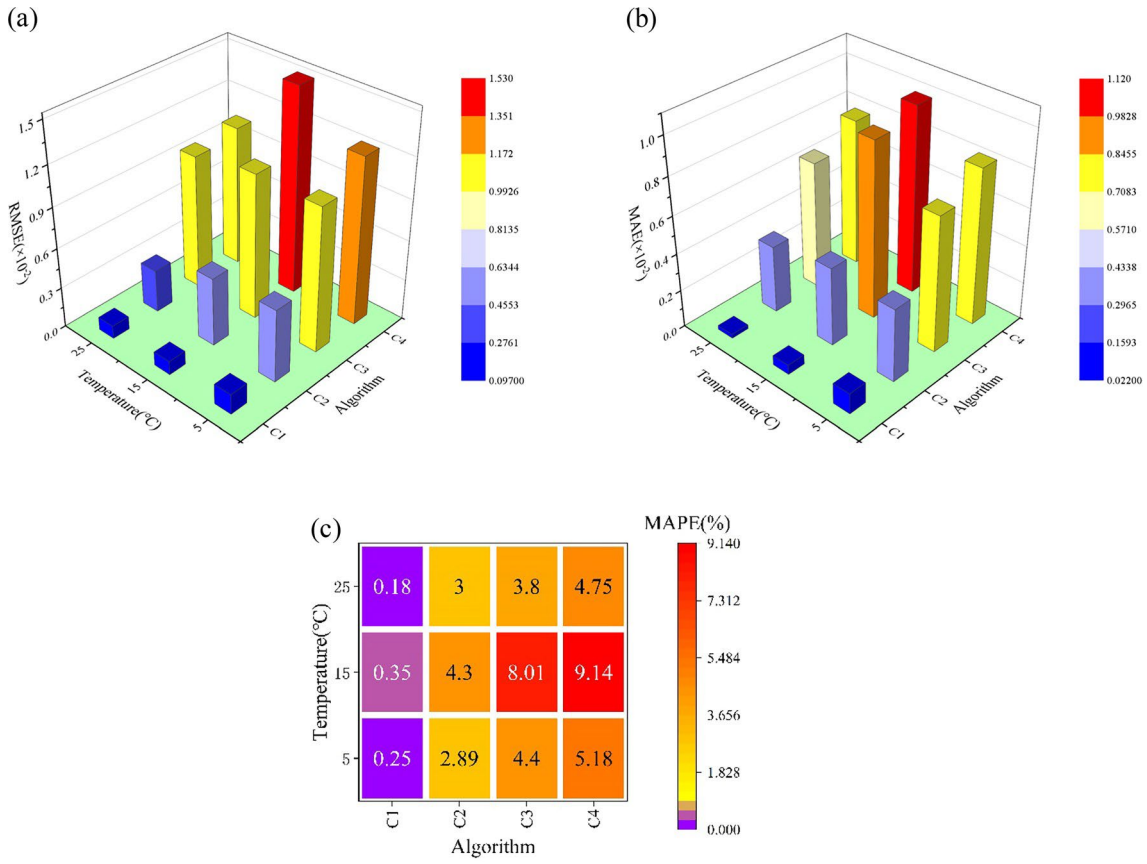 (a)
RMSE(×10⁻²)
1.5
1.2
0.9
0.6
0.3
0.0
25
15
5
Temperature(°C)
C1
C2
C3
C4
Algorithm
1.530
1.351
1.172
0.9926
0.8135
0.6344
0.4553
0.2761
0.09700
(b)
MAE(×10⁻²)
1.0
0.8
0.6
0.4
0.2
0.0
25
15
5
Temperature(°C)
C1
C2
C3
C4
Algorithm
1.120
0.9828
0.8455
0.7083
0.5710
0.4338
0.2965
0.1593
0.02200
(c)
MAPE(%)
Temperature(°C)
25 0.18 3 3.8 4.75
15 0.35 4.3 8.01 9.14
5 0.25 2.89 4.4 5.18
C1 C2 C3 C4
Algorithm
9.140
7.312
5.484
3.656
1.828
0.000